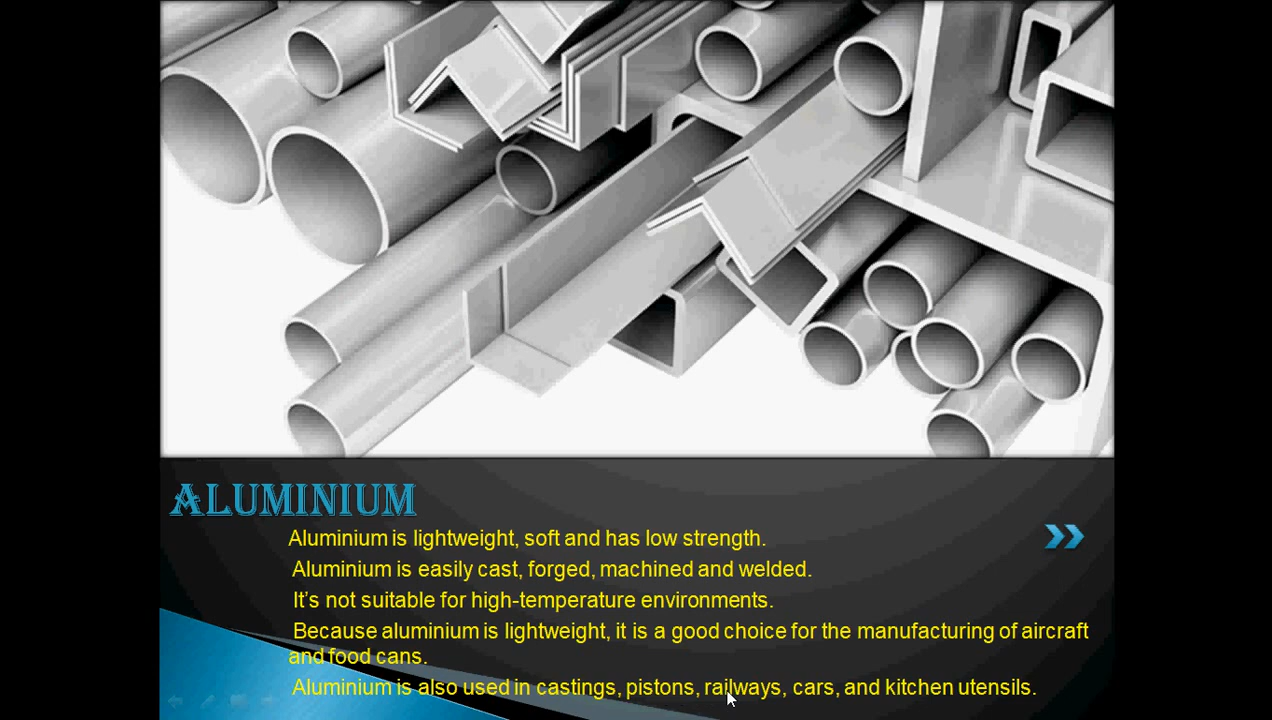 ALUMINIUM
Aluminium is lightweight, soft and has low strength.
Aluminium is easily cast, forged, machined and welded.
It’s not suitable for high-temperature environments.
Because aluminium is lightweight, it is a good choice for the manufacturing of aircraft
and food cans.
Aluminium is also used in castings, pistons, railways, cars, and kitchen utensils.